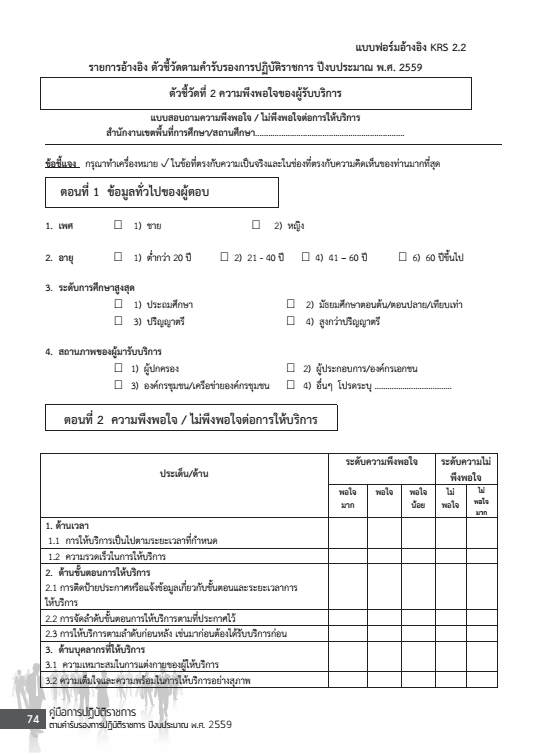 แบบฟอร์มอ้างอิง KRS 2.2
รายการอ้างอิง ตัวชี้วัดตามคำรับรองการปฏิบัติราชการ ปีงบประมาณ พ.ศ. 2559
ตัวชี้วัดที่ 2 ความพึงพอใจของผู้รับบริการ
แบบสอบถามความพึงพอใจ / ไม่พึงพอใจต่อการให้บริการ
สำนักงานเขตพื้นที่การศึกษา/สถานศึกษา......................................................................
ข้อชี้แจง กรุณาทำเครื่องหมาย ✓ ในข้อที่ตรงกับความเป็นจริงและในช่องที่ตรงกับความคิดเห็นของท่านมากที่สุด
ตอนที่ 1 ข้อมูลทั่วไปของผู้ตอบ
1. เพศ ☐ 1) ชาย ☐ 2) หญิง
2. อายุ ☐ 1) ต่ำกว่า 20 ปี ☐ 2) 21 - 40 ปี ☐ 4) 41 – 60 ปี ☐ 6) 60 ปีขึ้นไป
3. ระดับการศึกษาสูงสุด
☐ 1) ประถมศึกษา ☐ 2) มัธยมศึกษาตอนต้น/ตอนปลาย/เทียบเท่า
☐ 3) ปริญญาตรี ☐ 4) สูงกว่าปริญญาตรี
4. สถานภาพของผู้มารับบริการ
☐ 1) ผู้ปกครอง ☐ 2) ผู้ประกอบการ/องค์กรเอกชน
☐ 3) องค์กรชุมชน/เครือข่ายองค์กรชุมชน ☐ 4) อื่นๆ โปรดระบุ ..................................
ตอนที่ 2 ความพึงพอใจ / ไม่พึงพอใจต่อการให้บริการ
ประเด็น/ด้าน ระดับความพึงพอใจ ระดับความไม่
พึงพอใจ
พอใจ พอใจ พอใจ ไม่ ไม่
มาก น้อย พอใจ พอใจ
มาก
1. ด้านเวลา
1.1 การให้บริการเป็นไปตามระยะเวลาที่กำหนด
1.2 ความรวดเร็วในการให้บริการ
2. ด้านขั้นตอนการให้บริการ
2.1 การติดป้ายประกาศหรือแจ้งข้อมูลเกี่ยวกับขั้นตอนและระยะเวลาการ
ให้บริการ
2.2 การจัดลำดับขั้นตอนการให้บริการตามที่ประกาศไว้
2.3 การให้บริการตามลำดับก่อนหลัง เช่นมาก่อนต้องได้รับบริการก่อน
3. ด้านบุคลากรที่ให้บริการ
3.1 ความเหมาะสมในการแต่งกายของผู้ให้บริการ
3.2 ความเต็มใจและความพร้อมในการให้บริการอย่างสุภาพ
74 คู่มือการปฏิบัติราชการ
ตามคำรับรองการปฏิบัติราชการ ปีงบประมาณ พ.ศ. 2559